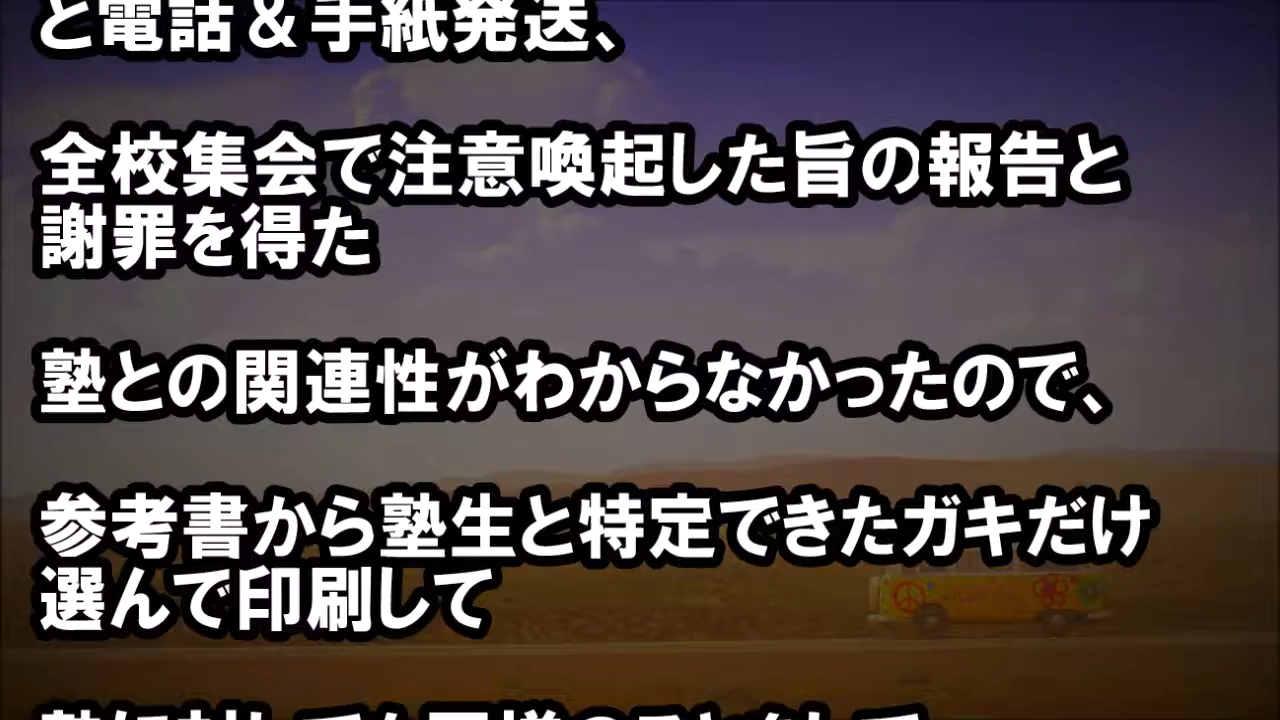 と電話＆手紙発送、
全校集会で注意喚起した旨の報告と
謝罪を得た
塾との関連性がわからなかったので、
参考書から塾生と特定できたガキだけ
選んで印刷して